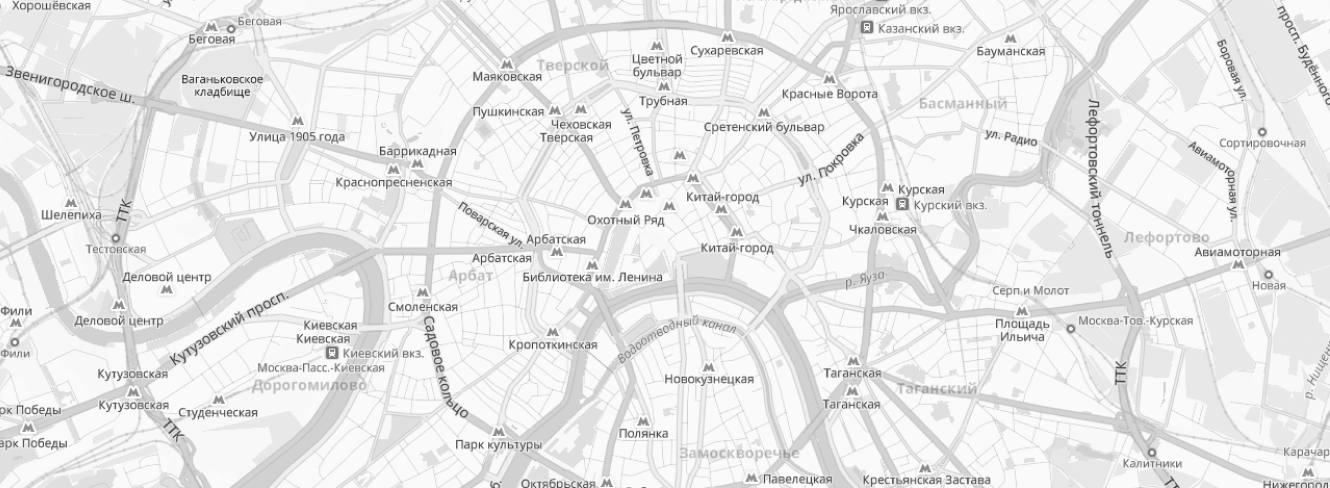 Хорошёвская
Беговая
Беговая
Звенигородское ш.
Ваганьковское
кладбище
Улица 1905 года
Баррикадная
Краснопресненская
Шелепиха
ТТК
Тестовская
Деловой центр
Деловой центр
Фили
Фили
Кутузовский просп.
Кутузовская
Кутузовская
Студенческая
ТТК
рк Победы
арк Победы
Киевская
Киевская
Киевский вкз.
Москва-Пасс.-Киевская
Дорогомилово
Смоленская
Садовое кольцо
Парк культуры
Октябрьская
Маяковская
Тверской
Пушкинская
Чеховская
Тверская
ул. Петровка
Цветной
бульвар
Трубная
Сухаревская
Сретенский бульвар
Красные Ворота
Ярославский вкз.
Казанский вкз.
Бауманская
Басманный
ул. Радио
ул. Покровка
Китай-город
Китай-город
Охотный Ряд
Поварская ул.
Арбатская
Арбатская
Арбат
Библиотека им. Ленина
Кропоткинская
Водоотводный канал
Новокузнецкая
Полянка
Замоскворечье
Павелецкая
Курская
Курская
Курский вкз.
Чкаловская
р. Яуза
Таганская
Таганская
Таганский
Крестьянская Застава
Серп и Молот
Площадь
Ильича
Москва-Тов.-Курская
ТТК
Калитники
Лефортовский тоннель
Лефортово
Авиамоторная
Авиамоторная ул.
Новая
Сортировочная
Боровая ул.
просп. Будённого
Нижегород
Карачар